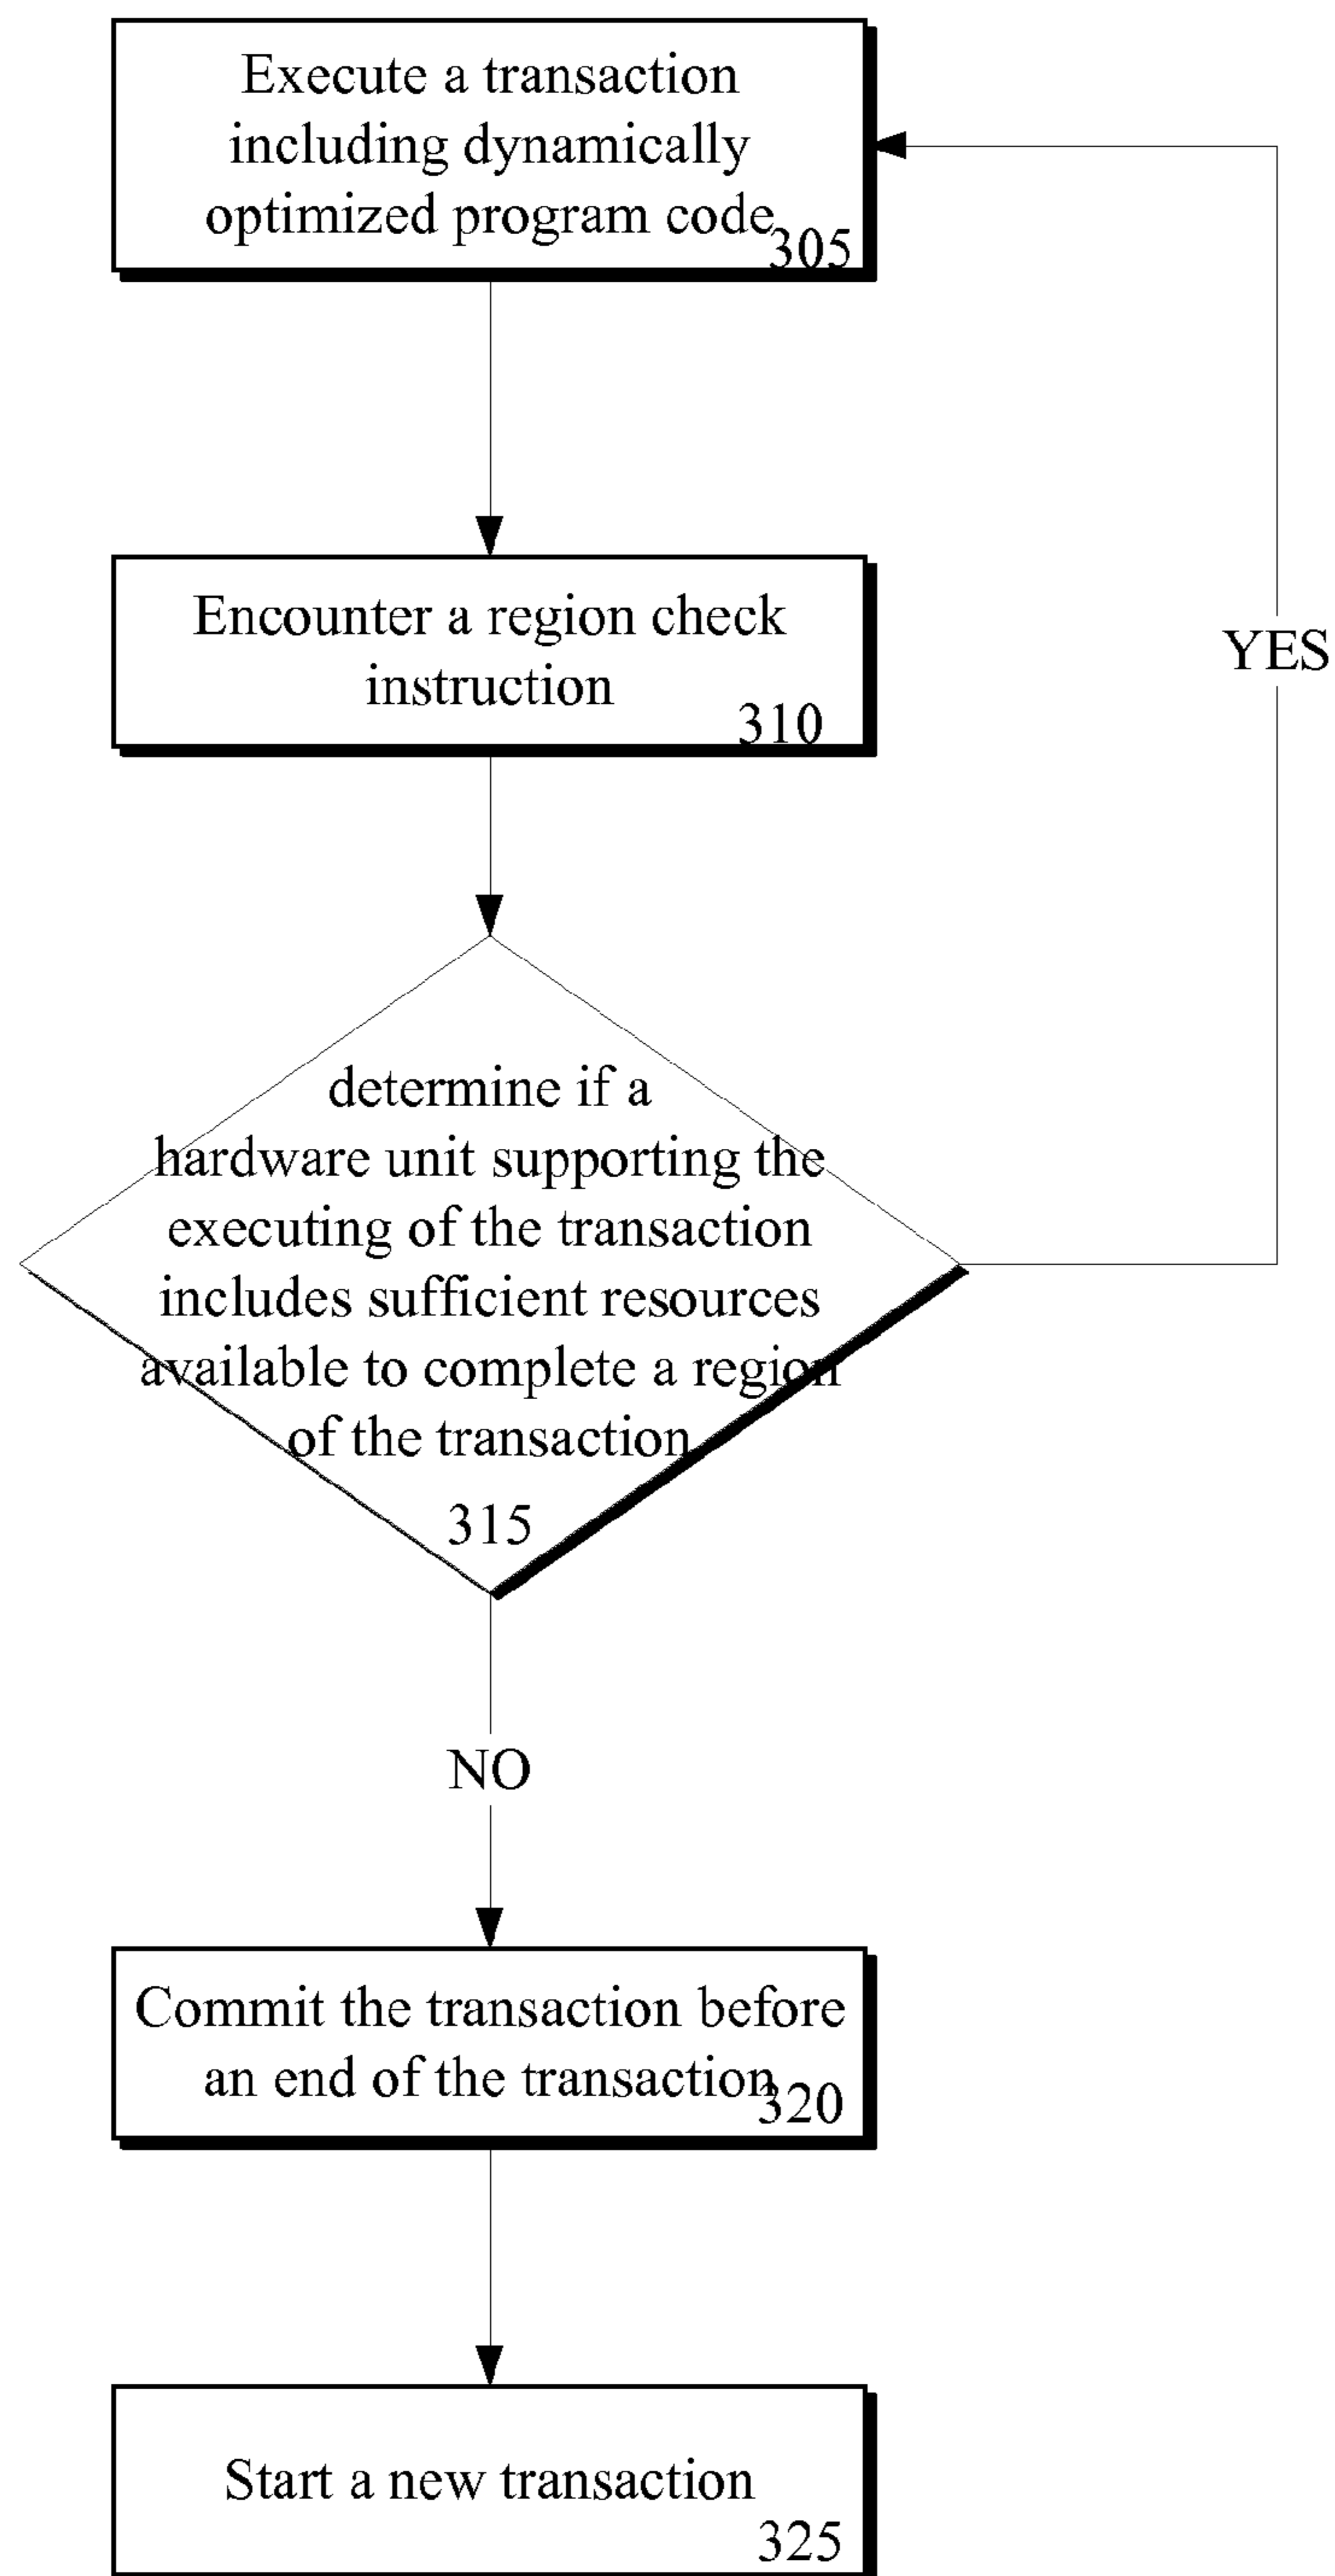 Execute a transaction
including dynamically
optimized program code
305
Encounter a region check
instruction
310
YES
determine if a
hardware unit supporting the
executing of the transaction
includes sufficient resources
available to complete a region
of the transaction
315
NO
Commit the transaction before
an end of the transaction
320
Start a new transaction
325